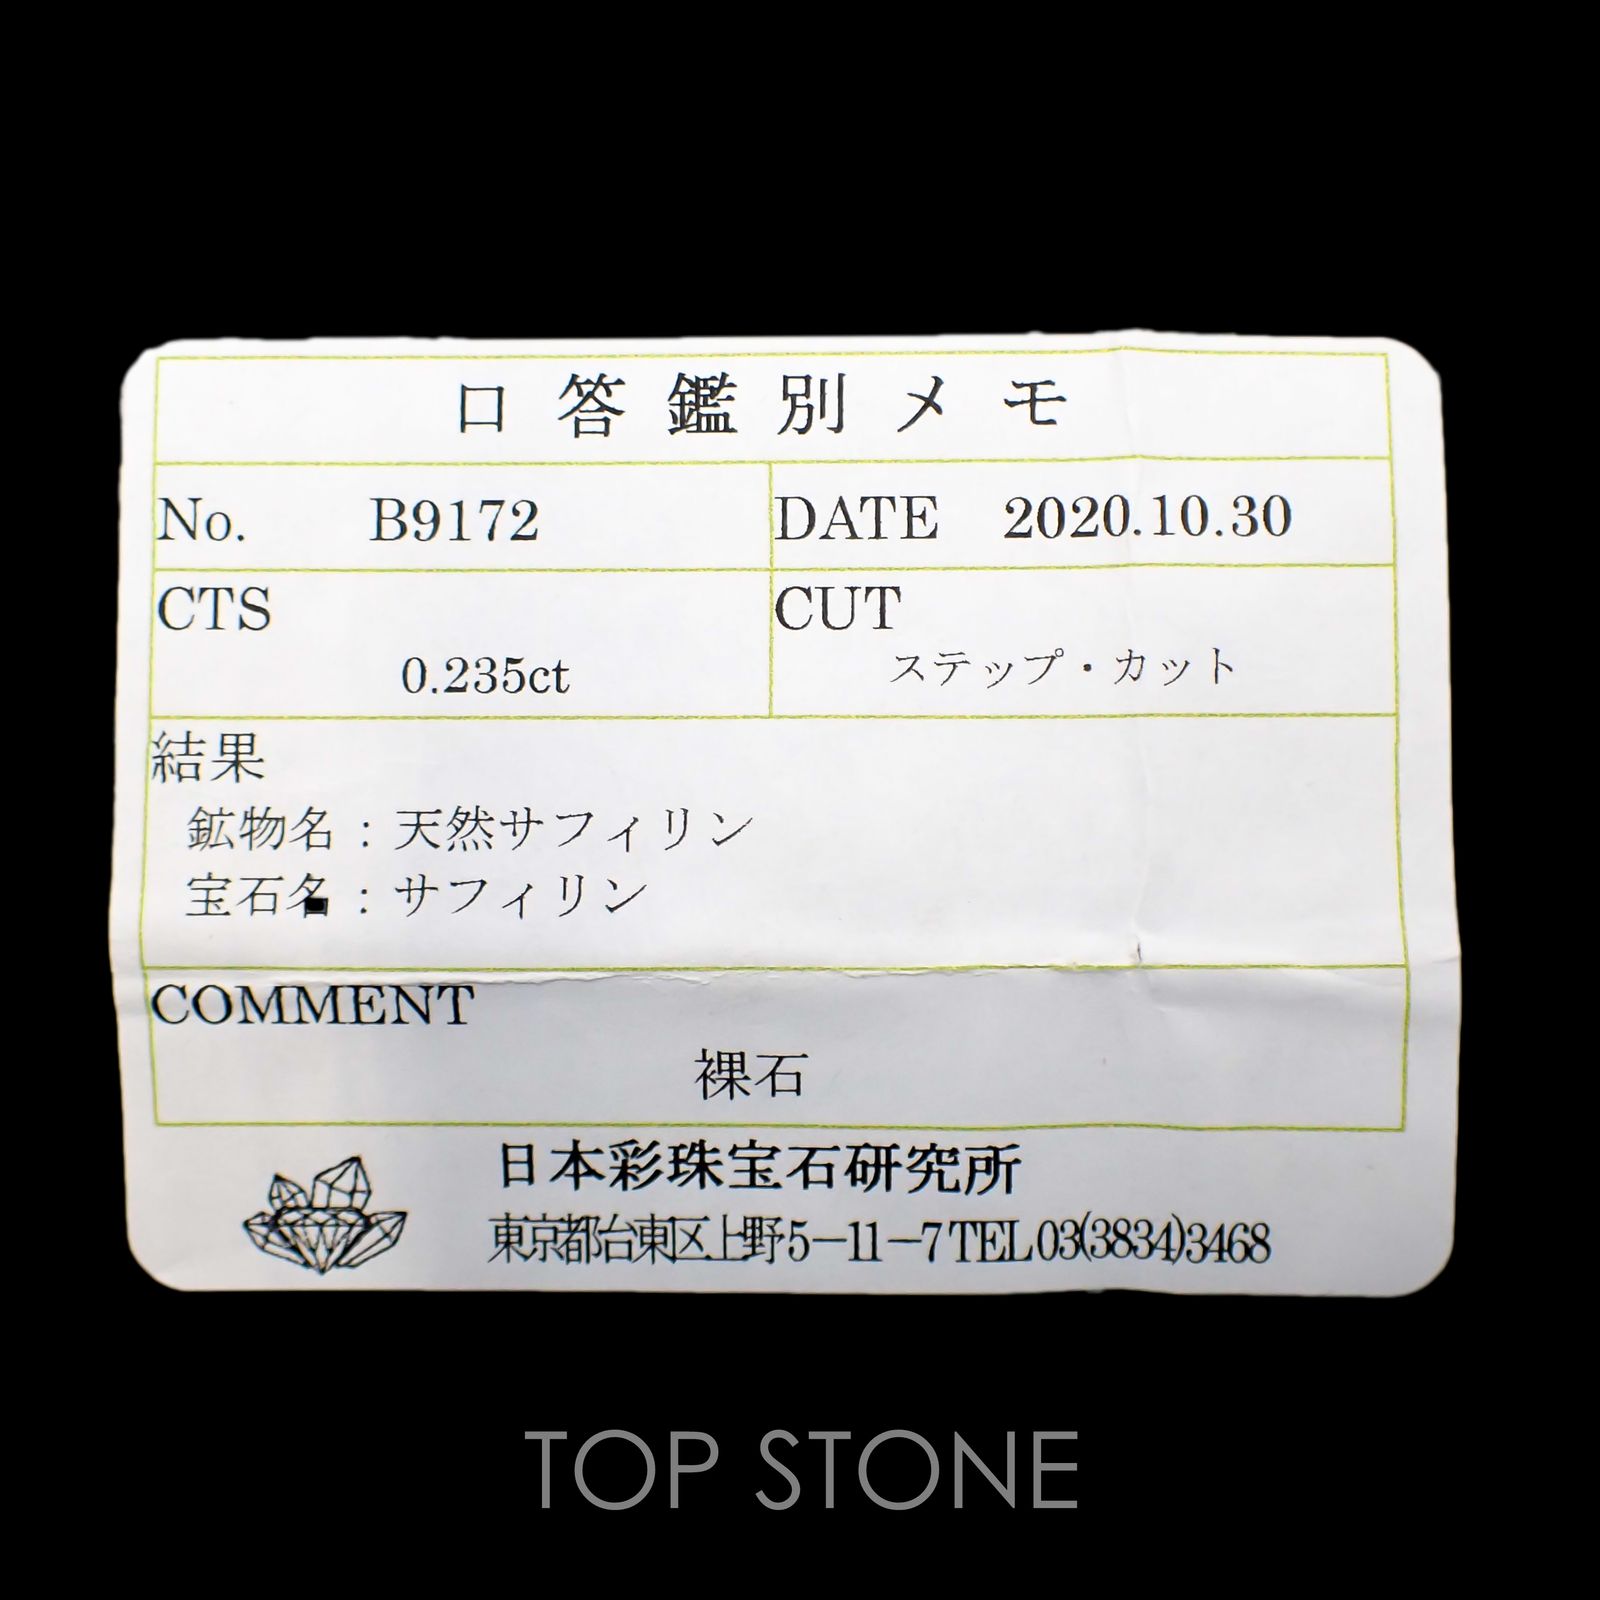 口答鑑別メモ
No. B9172 DATE 2020.10.30
CTS CUT
0.235ct ステップ・カット
結果
鉱物名：天然サフィリン
宝石名：サフィリン
COMMENT
裸石
日本彩珠宝石研究所
東京都台東区上野5-11-7 TEL 03(3834)3468
TOP STONE